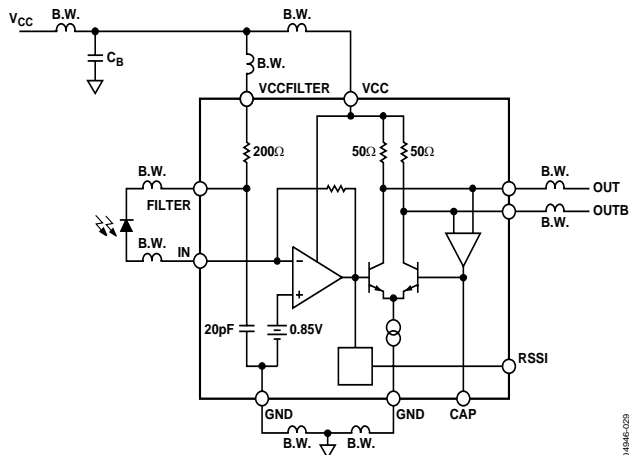 B.W.
B.W.
VCC
CB
B.W.
VCCFILTER
VCC
200Ω
50Ω
50Ω
B.W.
B.W.
OUT
FILTER
OUTB
B.W.
B.W.
IN
−
+
20pF
0.85V
RSSI
GND
GND
CAP
B.W.
B.W.
04946-029